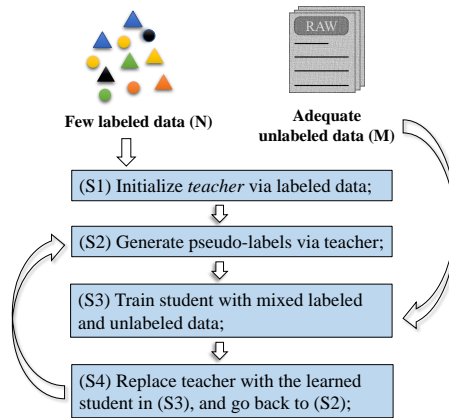 RAW
Few labeled data (N)
Adequate
unlabeled data (M)
(S1) Initialize teacher via labeled data;
(S2) Generate pseudo-labels via teacher;
(S3) Train student with mixed labeled
and unlabeled data;
(S4) Replace teacher with the learned
student in (S3), and go back to (S2);